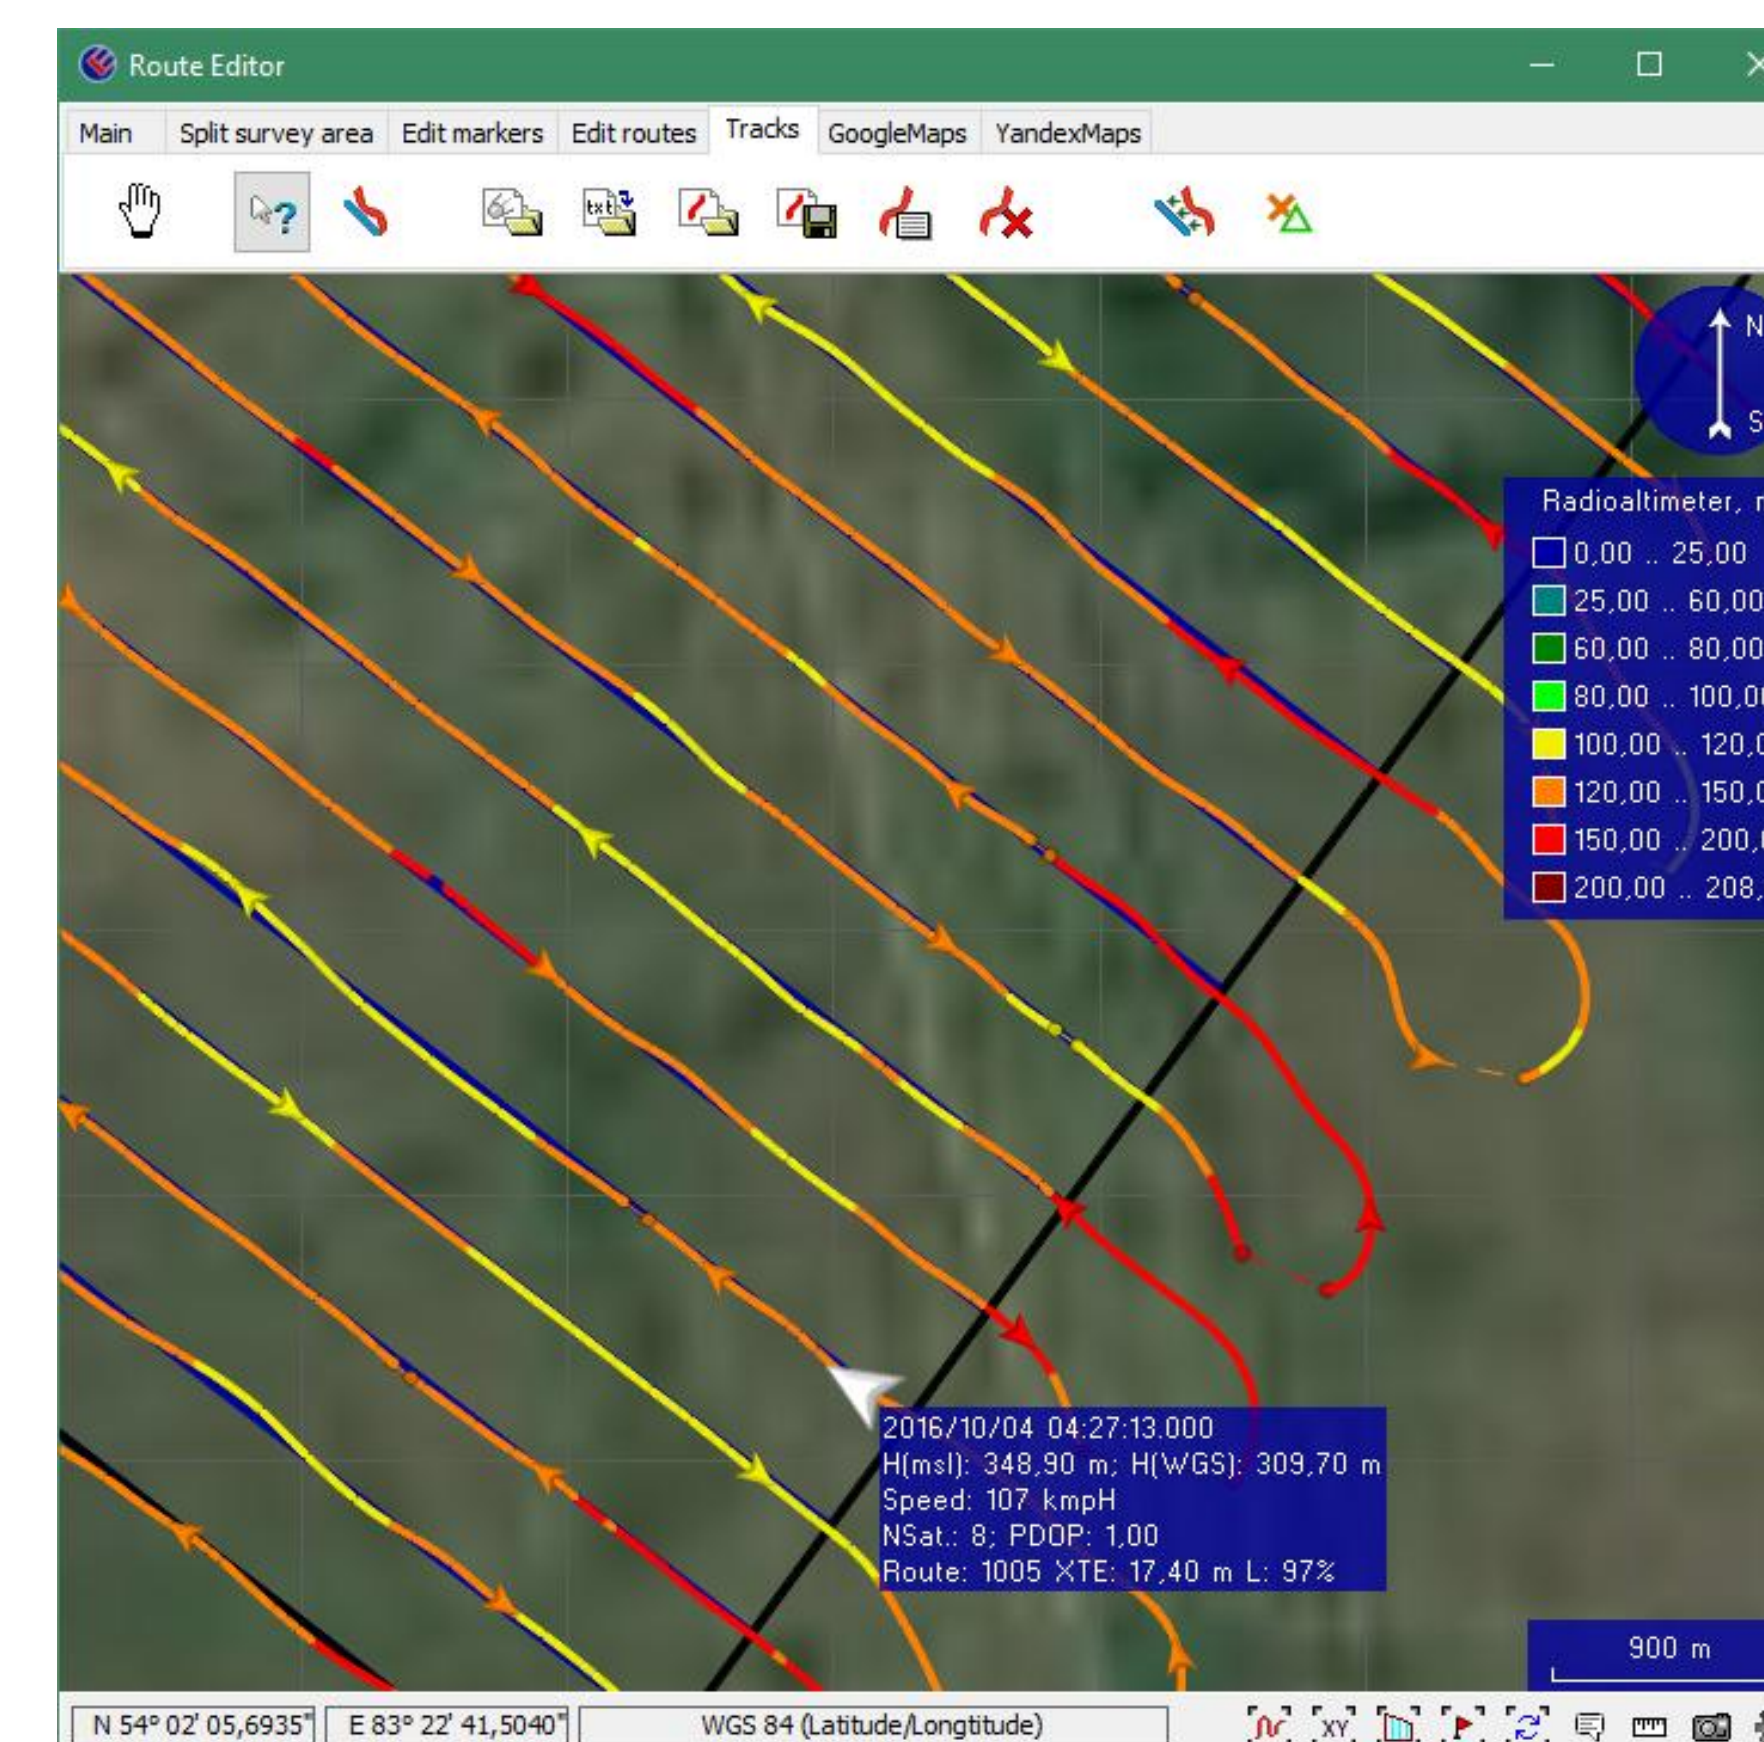 Route Editor
Main Split survey area Edit markers Edit routes Tracks GoogleMaps YandexMaps
txt
N
S
Radioaltimeter,
0,00 .. 25,00
25,00 .. 60,00
60,00 .. 80,00
80,00 .. 100,00
100,00 .. 120,0
120,00 .. 150,0
150,00 .. 200,
200,00 .. 208,
2016/10/04 04:27:13.000
H(msl): 348,90 m; H(WGS): 309,70 m
Speed: 107 kmpH
NSat.: 8; PDOP: 1,00
Route: 1005 XTE: 17,40 m L: 97%
900 m
N 54° 02' 05,6935" E 83° 22' 41,5040" WGS 84 (Latitude/Longtitude) XY